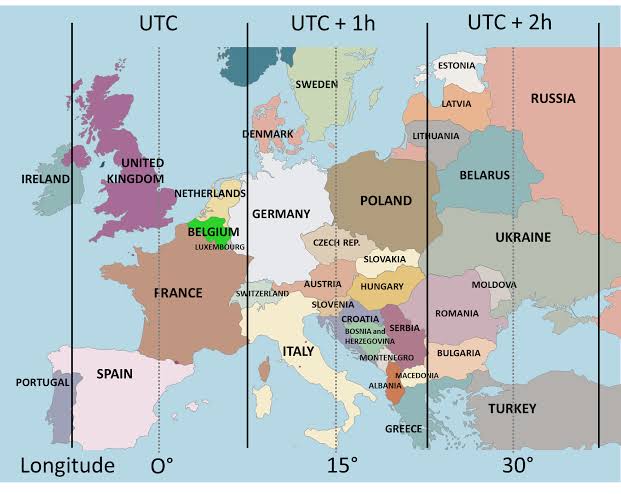 UTC
UTC + 1h
UTC + 2h
ESTONIA
SWEDEN
RUSSIA
LATVIA
DENMARK
LITHUANIA
UNITED
KINGDOM
IRELAND
BELARUS
NETHERLANDS
POLAND
GERMANY
BELGIUM
UKRAINE
LUXEMBOURG
CZECH REP.
SLOVAKIA
FRANCE
AUSTRIA
HUNGARY
MOLDOVA
SWITZERLAND
SLOVENIA
ROMANIA
CROATIA
SERBIA
BOSNIA and
HERZEGOVINA
ITALY
BULGARIA
MONTENEGRO
SPAIN
MACEDONIA
PORTUGAL
ALBANIA
TURKEY
GREECE
Longitude
0°
15°
30°